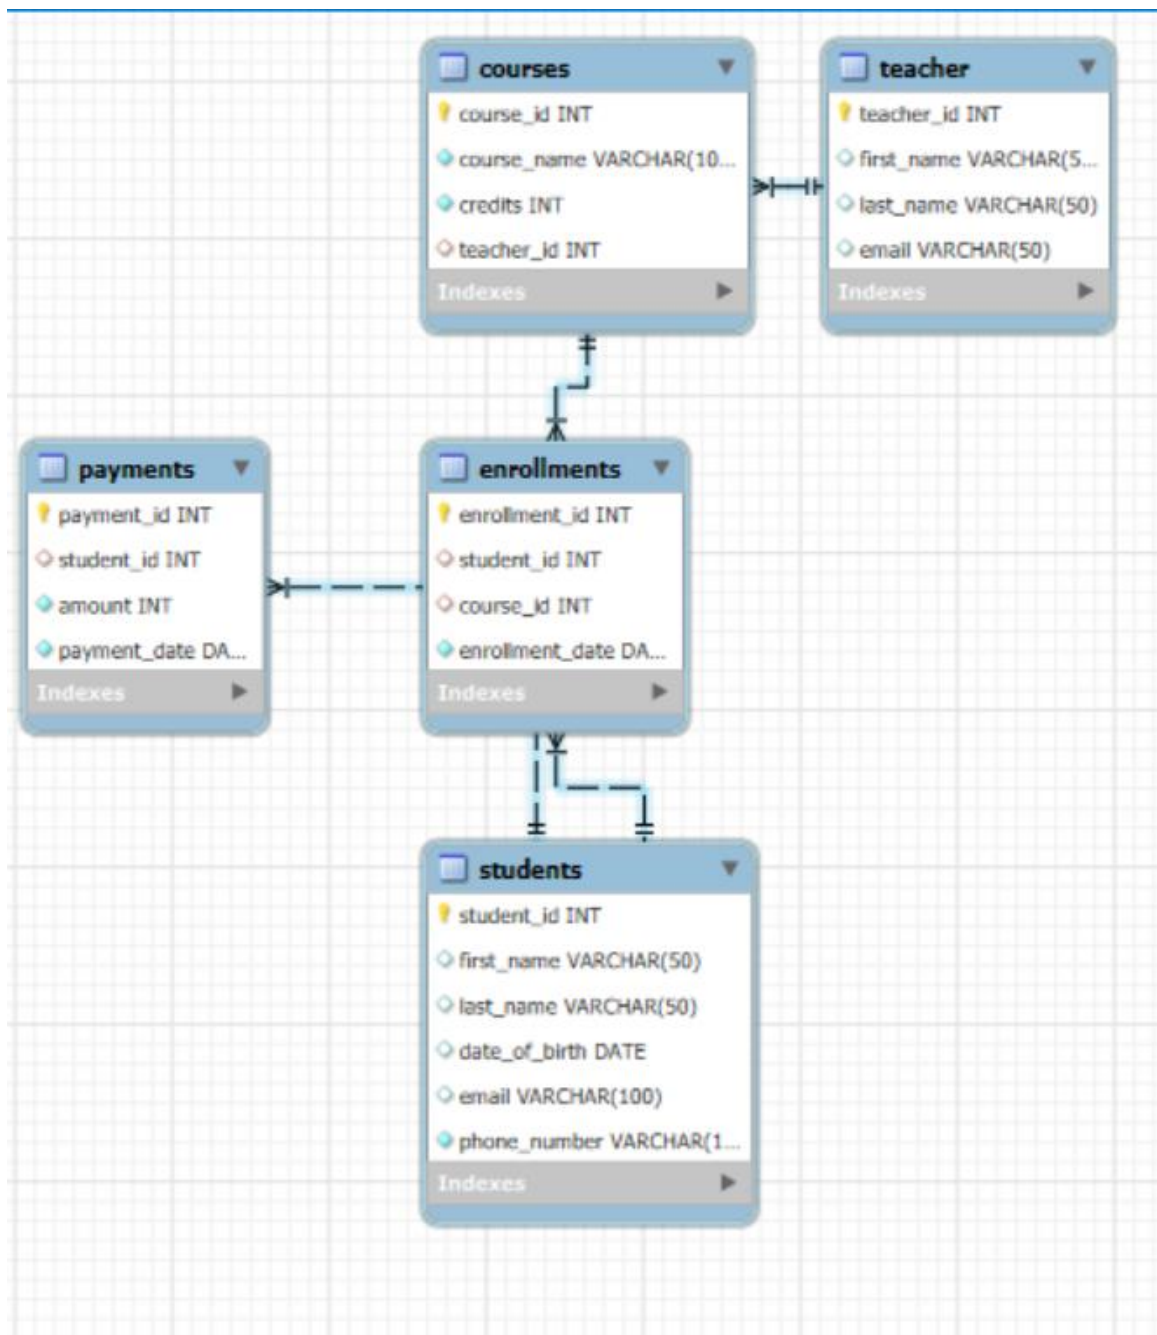 courses
course_id INT
course_name VARCHAR(10...
credits INT
teacher_id INT
Indexes
teacher
teacher_id INT
first_name VARCHAR(5...
last_name VARCHAR(50)
email VARCHAR(50)
Indexes
payments
payment_id INT
student_id INT
amount INT
payment_date DA...
Indexes
enrollments
enrollment_id INT
student_id INT
course_id INT
enrollment_date DA...
Indexes
students
student_id INT
first_name VARCHAR(50)
last_name VARCHAR(50)
date_of_birth DATE
email VARCHAR(100)
phone_number VARCHAR(1...
Indexes